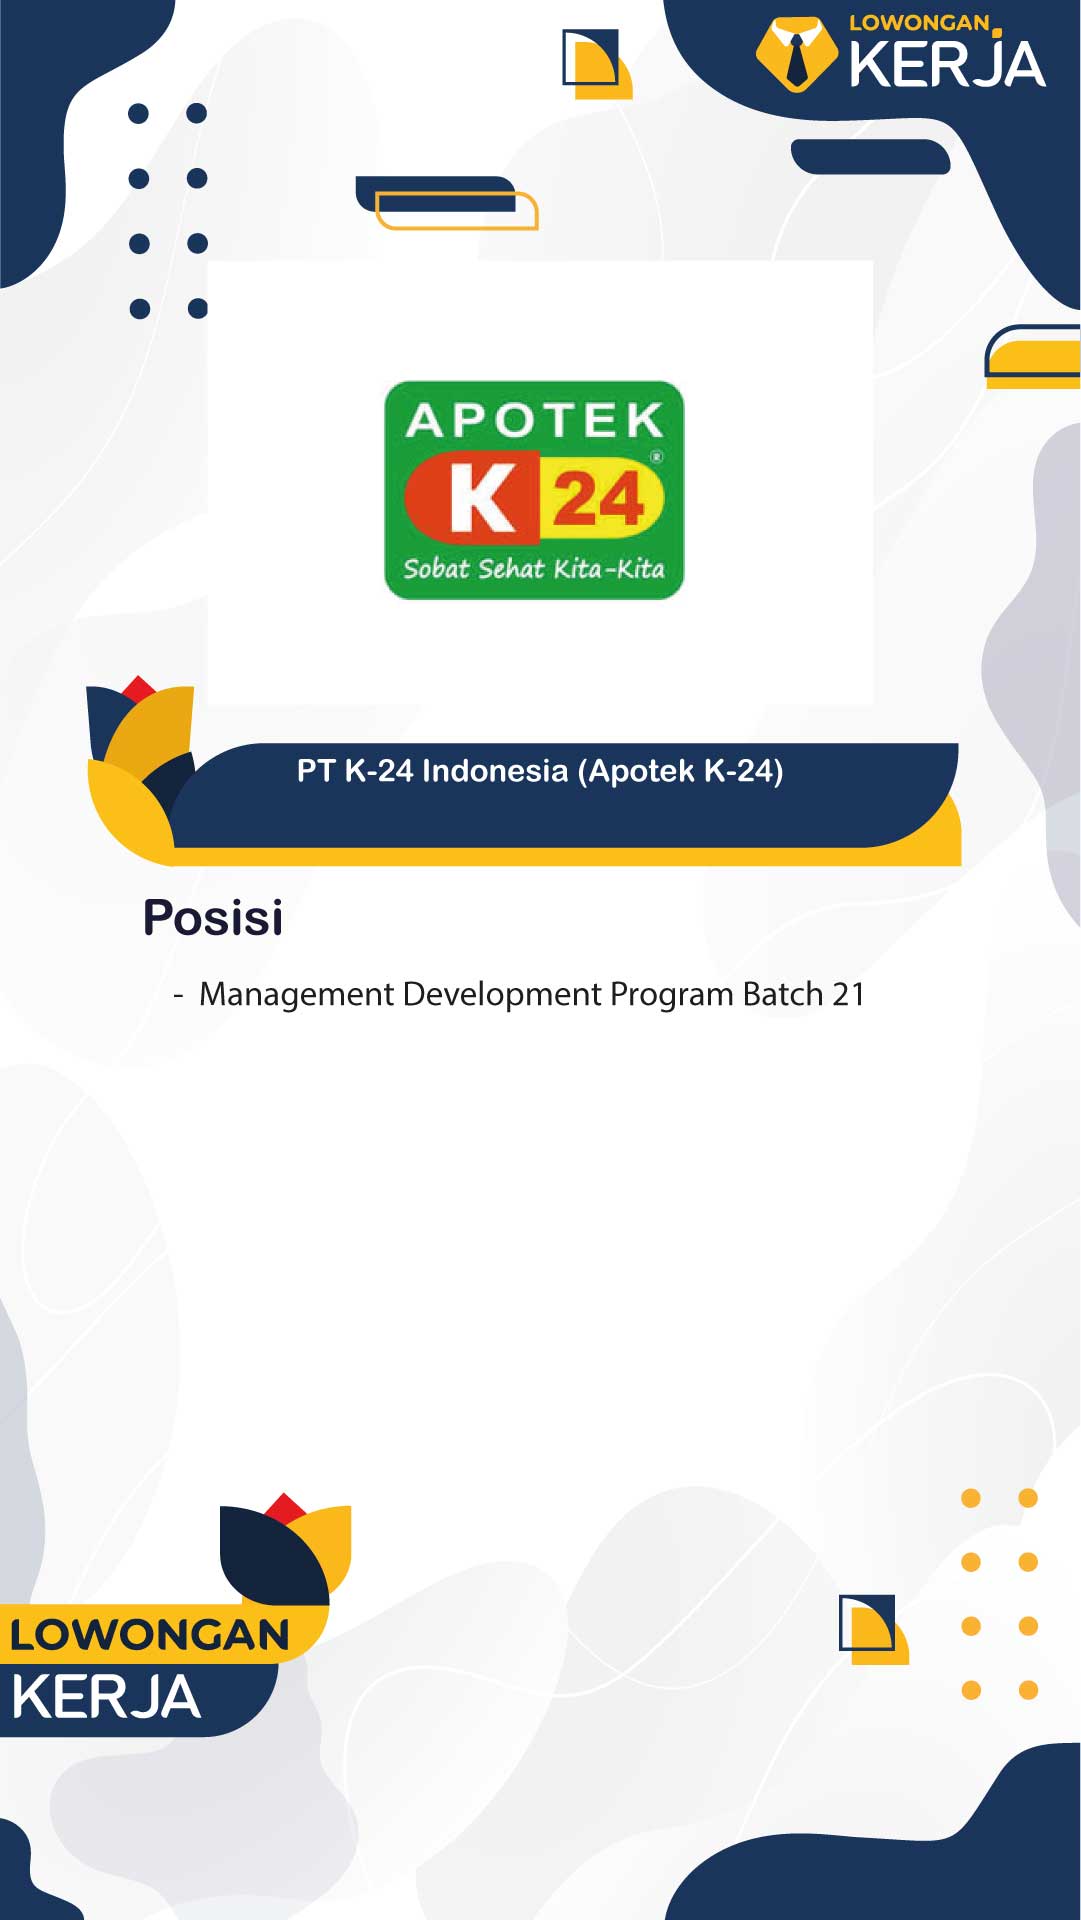 LOWONGAN
KERJA
APOTEK
®
K 24
Sobat Sehat Kita-Kita
PT K-24 Indonesia (Apotek K-24)
Posisi
- Management Development Program Batch 21
LOWONGAN
KERJA